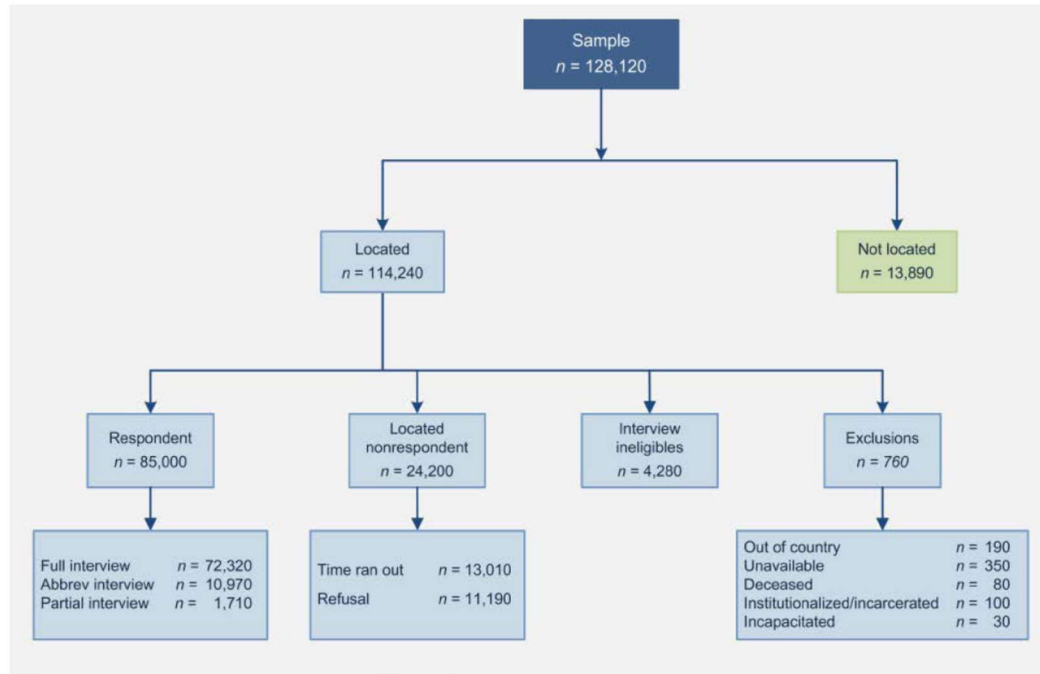 Sample
n = 128,120
Located
n = 114,240
Not located
n = 13,890
Respondent
n = 85,000
Located
nonrespondent
n = 24,200
Interview
ineligibles
n = 4,280
Exclusions
n = 760
Full interview n = 72,320
Abbrev interview n = 10,970
Partial interview n = 1,710
Time ran out n = 13,010
Refusal n = 11,190
Out of country n = 190
Unavailable n = 350
Deceased n = 80
Institutionalized/incarcerated n = 100
Incapacitated n = 30